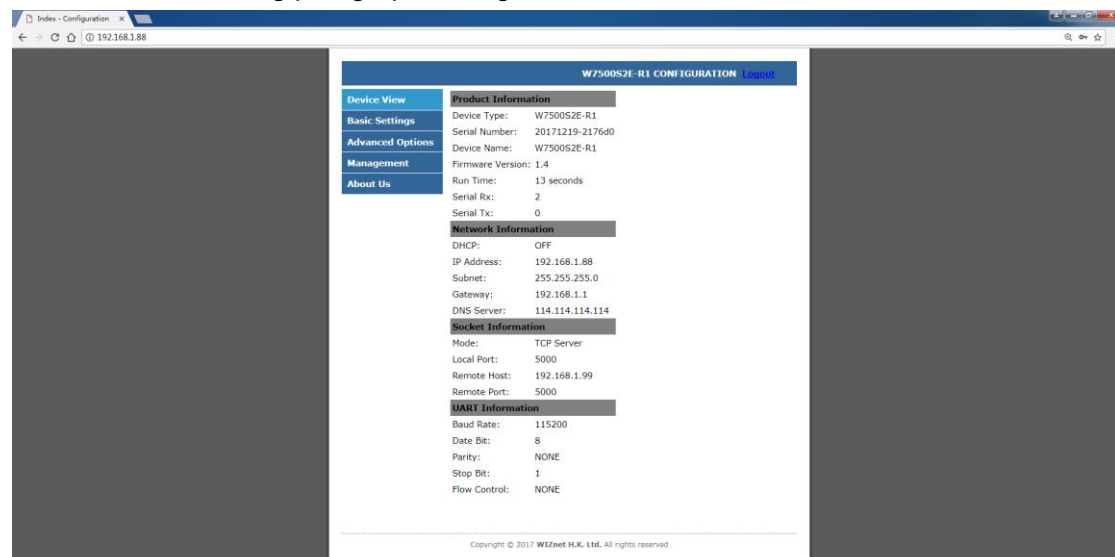 Index - Configuration
192.168.1.88
W7500S2E-R1 CONFIGURATION Logout
Device View
Basic Settings
Advanced Options
Management
About Us
Product Information
Device Type: W7500S2E-R1
Serial Number: 20171219-2176d0
Device Name: W7500S2E-R1
Firmware Version: 1.4
Run Time: 13 seconds
Serial Rx: 2
Serial Tx: 0
Network Information
DHCP: OFF
IP Address: 192.168.1.88
Subnet: 255.255.255.0
Gateway: 192.168.1.1
DNS Server: 114.114.114.114
Socket Information
Mode: TCP Server
Local Port: 5000
Remote Host: 192.168.1.99
Remote Port: 5000
UART Information
Baud Rate: 115200
Date Bit: 8
Parity: NONE
Stop Bit: 1
Flow Control: NONE
Copyright © 2017 WIZnet H.K. Ltd. All rights reserved